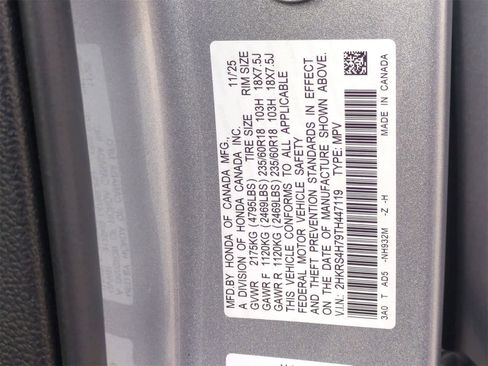 MFD.BY HONDA OF CANADA MFG.,
A DIVISION OF HONDA CANADA INC. 11/25
TIRE SIZE RIM SIZE
GVWR 2175KG (4795LBS)
GAWR F 1120KG (2469LBS) 235/60R18 103H 18X7.5J
GAWR R 1120KG (2469LBS) 235/60R18 103H 18X7.5J
THIS VEHICLE CONFORMS TO ALL APPLICABLE
FEDERAL MOTOR VEHICLE SAFETY
AND THEFT PREVENTION STANDARDS IN EFFECT
ON THE DATE OF MANUFACTURE SHOWN ABOVE.
V.I.N: 2HKRS4H79TH447119 TYPE: MPV
3A0 T AD5 -NH932M -Z -H MADE IN CANADA